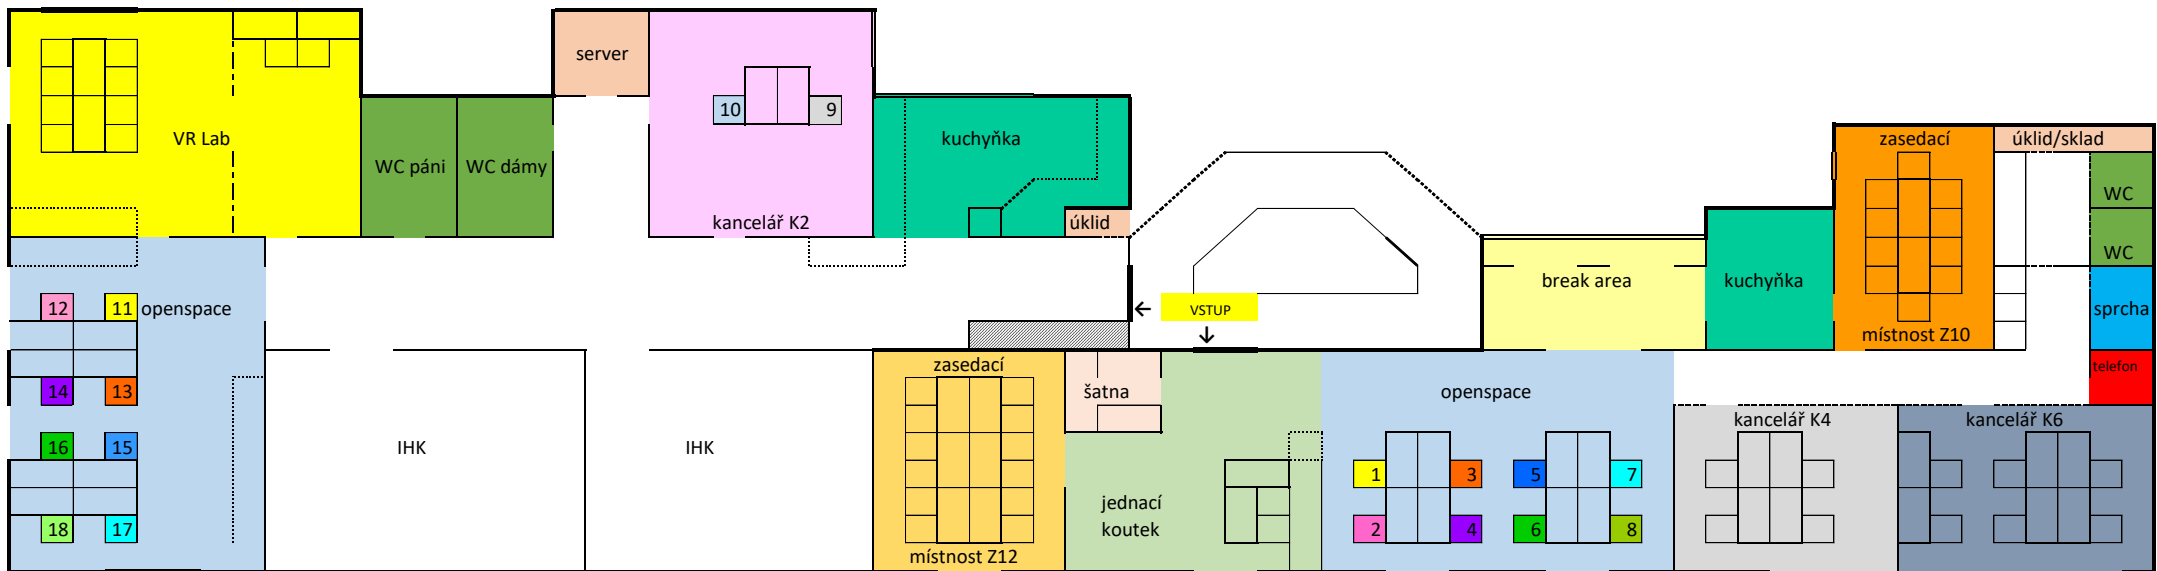 server
10
9
VR Lab
kuchyňka
zasedací
úklid/sklad
WC páni
WC dámy
WC
kancelář K2
úklid
WC
break area
kuchyňka
12
11
openspace
←
VSTUP
↓
sprcha
místnost Z10
zasedací
telefon
14
13
šatna
openspace
kancelář K4
kancelář K6
16
15
IHK
IHK
1
3
5
7
jednací
koutek
18
17
2
4
6
8
místnost Z12